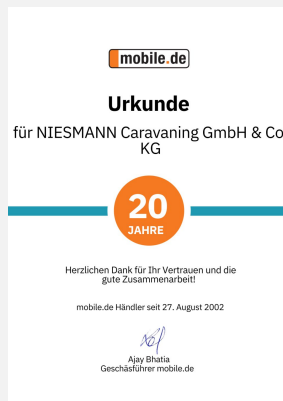 mobile.de
Urkunde
für NIESMANN Caravaning GmbH & Co
KG
20
JAHRE
Herzlichen Dank für Ihr Vertrauen und die
gute Zusammenarbeit!
mobile.de Händler seit 27. August 2002
Ajay Bhatia
Geschäsführer mobile.de